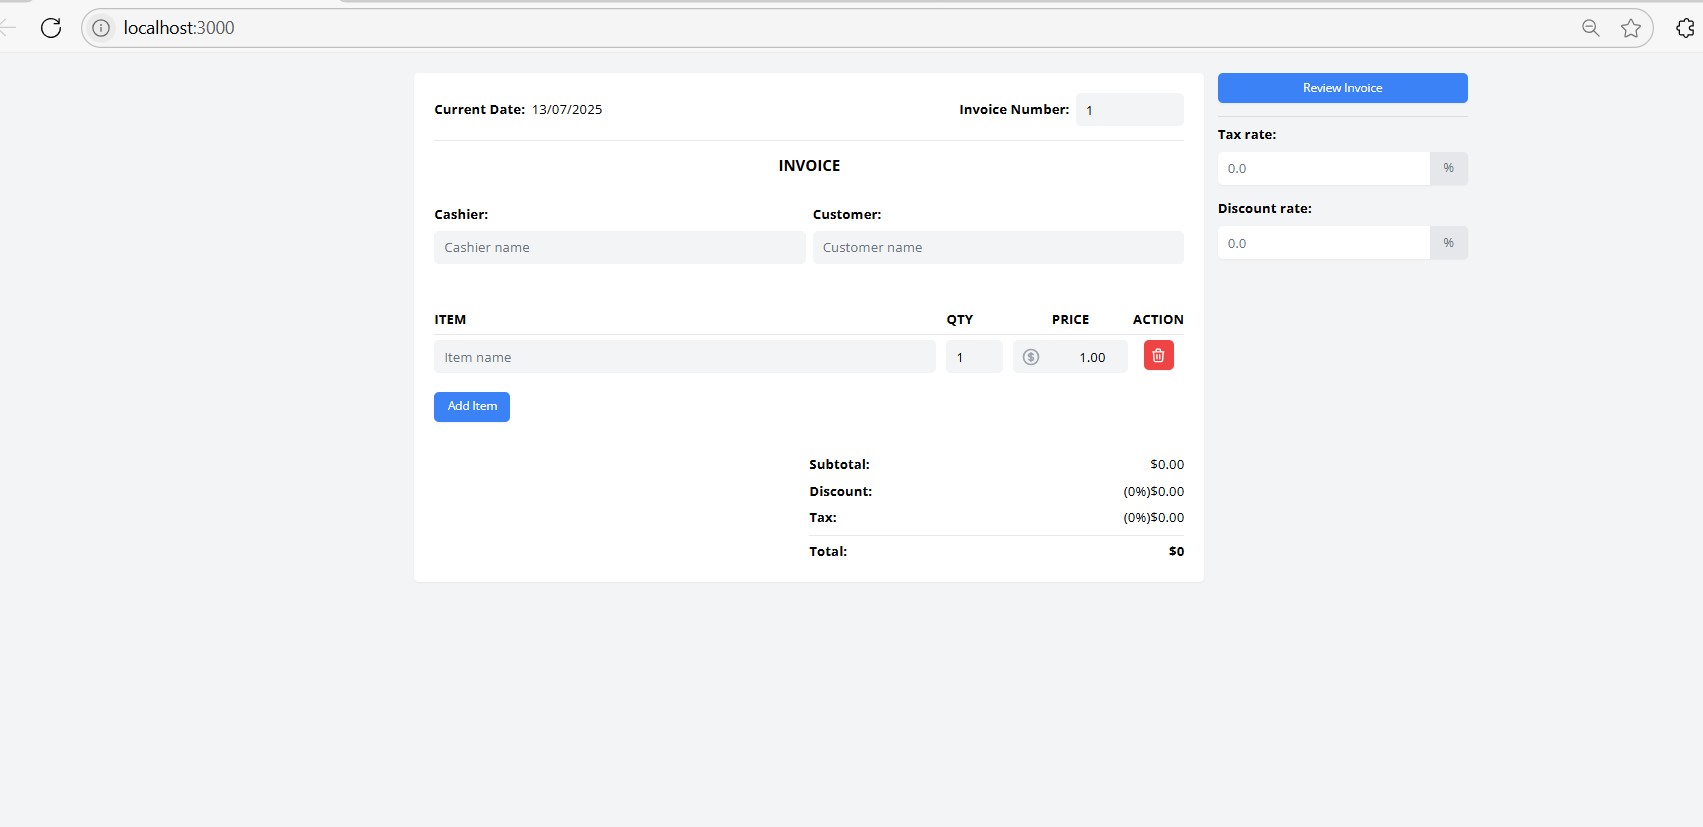 localhost:3000
Current Date: 13/07/2025 Invoice Number: 1
Review Invoice
INVOICE
Tax rate:
0.0 %
Cashier: Customer:
Discount rate:
Cashier name Customer name
0.0 %
ITEM QTY PRICE ACTION
Item name 1 $ 1.00
Add Item
Subtotal: $0.00
Discount: (0%)$0.00
Tax: (0%)$0.00
Total: $0